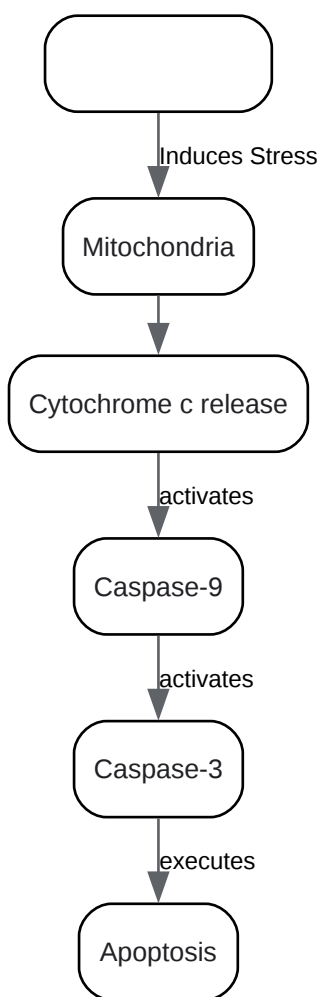 Induces Stress
Mitochondria
Cytochrome c release
activates
Caspase-9
activates
Caspase-3
executes
Apoptosis